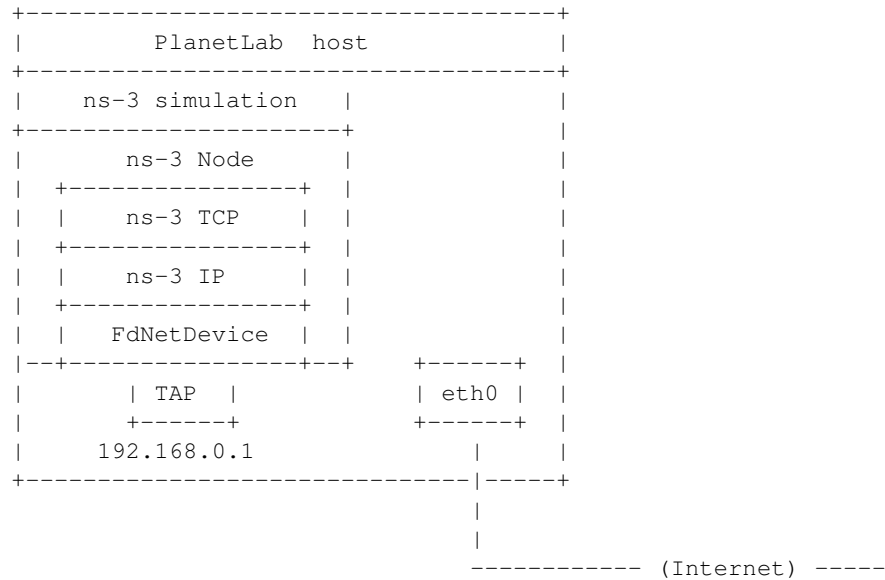 PlanetLab host
ns-3 simulation
ns-3 Node
ns-3 TCP
ns-3 IP
FdNetDevice
TAP eth0
192.168.0.1
(Internet)